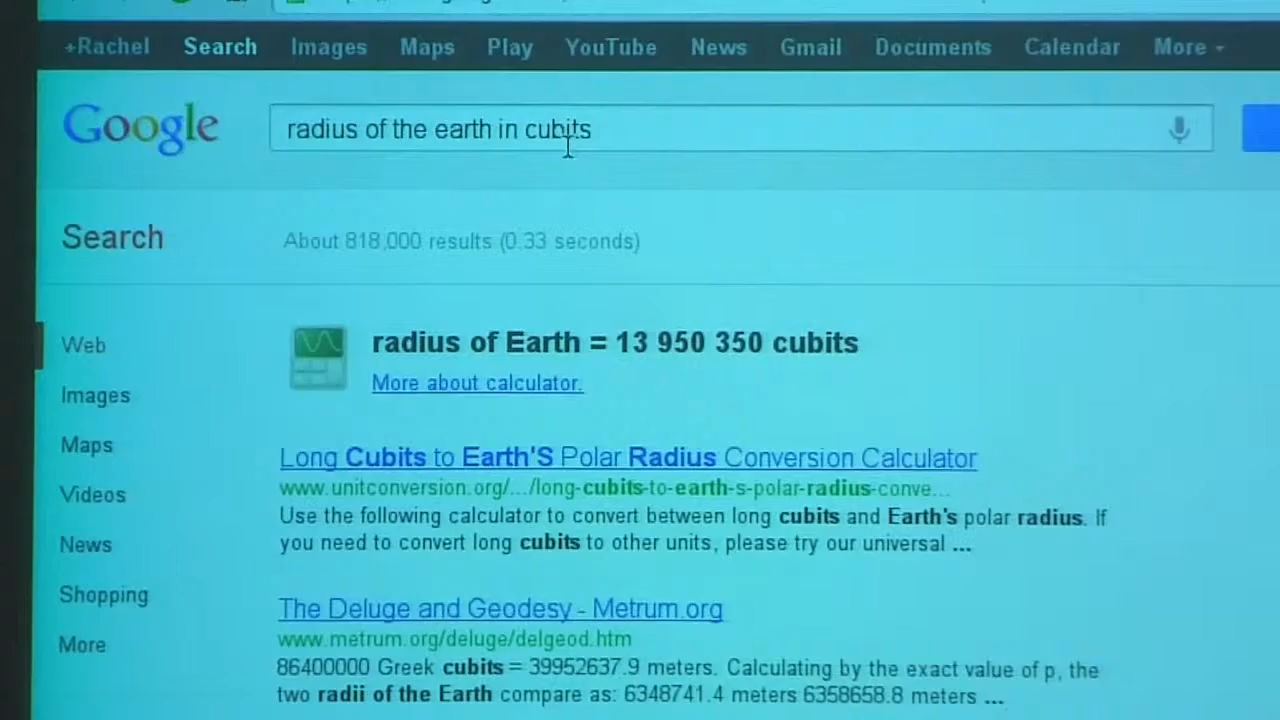 +Rachel Search Images Maps Play YouTube News Gmail Documents Calendar More
Google
radius of the earth in cubits
Search
About 818,000 results (0.33 seconds)
Web
Images
Maps
Videos
News
Shopping
More
radius of Earth = 13 950 350 cubits
More about calculator.
Long Cubits to Earth'S Polar Radius Conversion Calculator
www.unitconversion.org/.../long-cubits-to-earth-s-polar-radius-conve...
Use the following calculator to convert between long cubits and Earth's polar radius. If
you need to convert long cubits to other units, please try our universal ...
The Deluge and Geodesy - Metrum.org
www.metrum.org/deluge/delgeod.htm
86400000 Greek cubits = 39952637.9 meters. Calculating by the exact value of p, the
two radii of the Earth compare as: 6348741.4 meters 6358658.8 meters ...